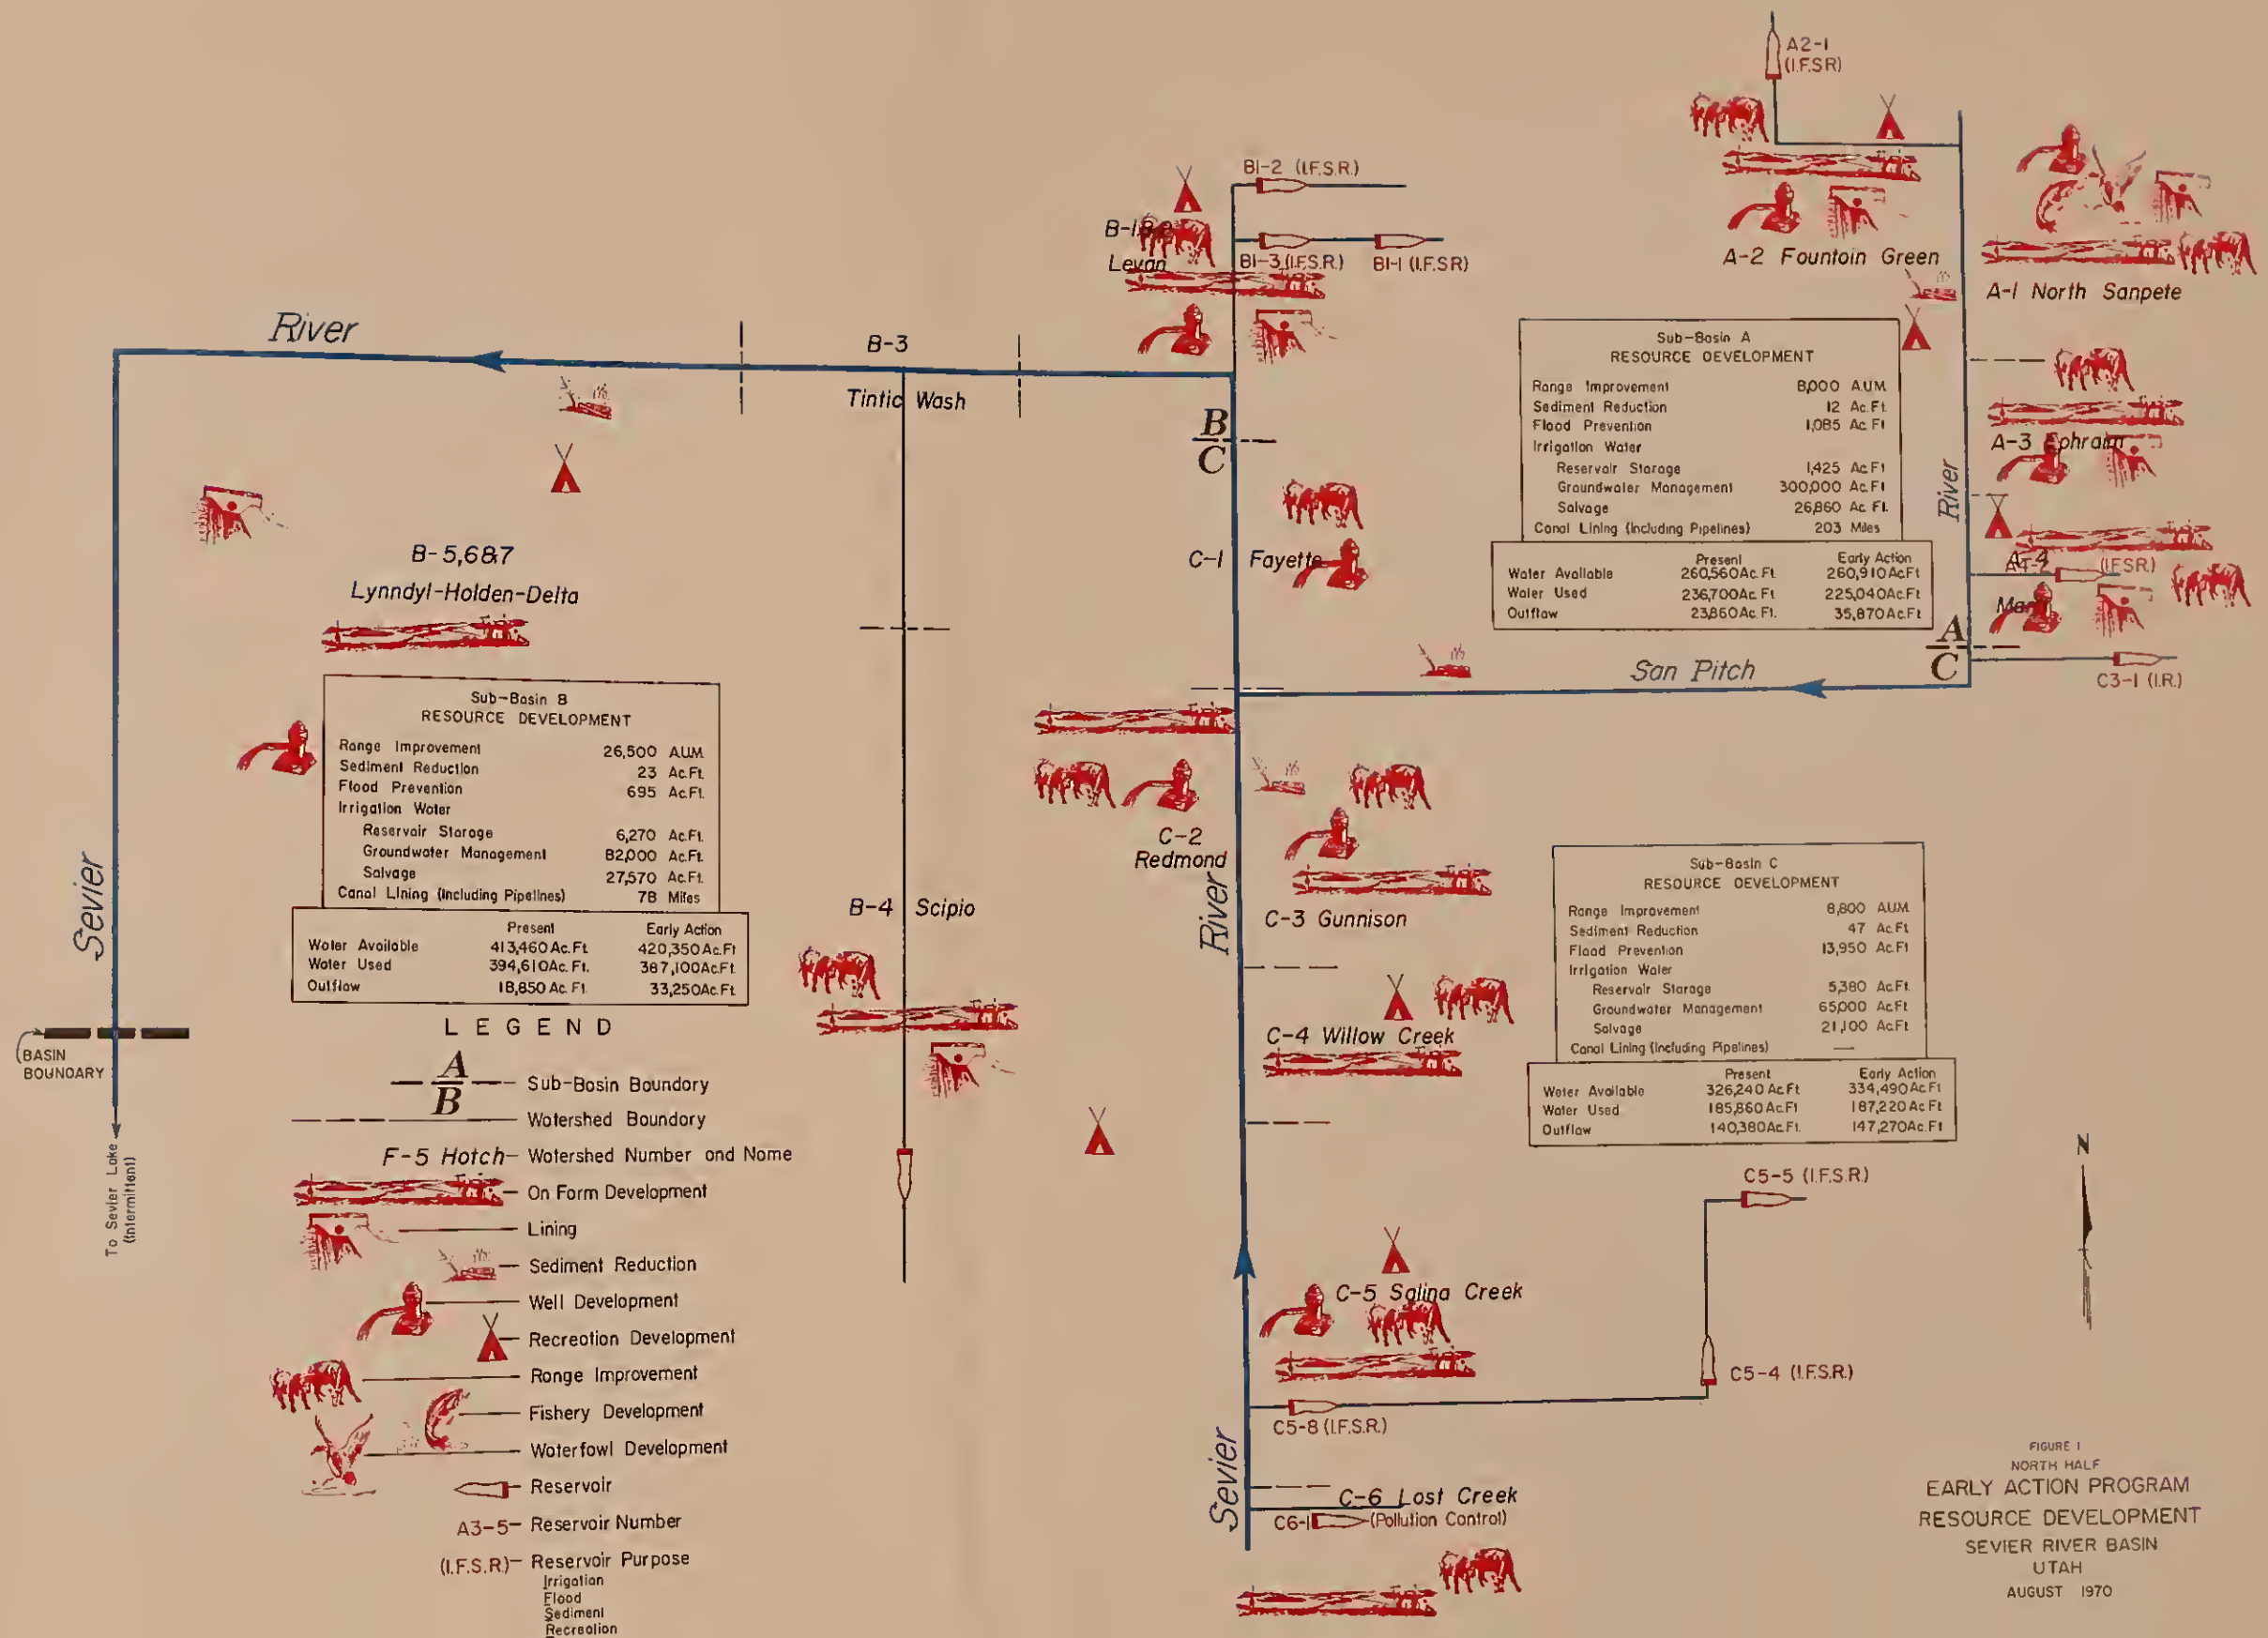 A2-1
(I.F.S.R)
B1-2 (I.F.S.R.)
B-1&2
Levan
B1-3 (I.F.S.R.)
B1-1 (I.F.S.R)
A-2 Fountain Green
A-1 North Sanpete
River
B-3
Tintic Wash
B
C
Sub-Basin A
RESOURCE DEVELOPMENT
Range Improvement 8,000 A.U.M.
Sediment Reduction 12 Ac.Ft.
Flood Prevention 1,085 Ac.Ft
Irrigation Water
Reservoir Storage 1,425 Ac.Ft
Groundwater Management 300,000 Ac.Ft
Salvage 26,860 Ac. Ft.
Canal Lining (Including Pipelines) 203 Miles
Present Early Action
Water Available 260,560 Ac.Ft. 260,910 Ac.Ft
Water Used 236,700 Ac.Ft. 225,040 Ac.Ft
Outflow 23,860 Ac.Ft. 35,870 Ac.Ft
River
A-3 Ephraim
A-4
(I.F.S.R.)
A
C
C3-1 (I.R.)
San Pitch
C-1 Fayette
B-5,6&7
Lynndyl-Holden-Delta
Sub-Basin B
RESOURCE DEVELOPMENT
Range Improvement 26,500 A.U.M.
Sediment Reduction 23 Ac.Ft.
Flood Prevention 695 Ac.Ft.
Irrigation Water
Reservoir Storage 6,270 Ac.Ft.
Groundwater Management 82,000 Ac.Ft.
Salvage 27,570 Ac.Ft.
Canal Lining (Including Pipelines) 78 Miles
Present Early Action
Water Available 413,460 Ac.Ft. 420,350 Ac.Ft
Water Used 394,610 Ac.Ft. 387,100 Ac.Ft.
Outflow 18,850 Ac.Ft. 33,250 Ac.Ft.
Sevier
C-2
Redmond
River
B-4 Scipio
C-3 Gunnison
C-4 Willow Creek
Sub-Basin C
RESOURCE DEVELOPMENT
Range Improvement 8,800 A.U.M.
Sediment Reduction 47 Ac.Ft
Flood Prevention 13,950 Ac.Ft
Irrigation Water
Reservoir Storage 5,380 Ac.Ft.
Groundwater Management 65,000 Ac.Ft
Salvage 21,100 Ac.Ft
Canal Lining (Including Pipelines) —
Present Early Action
Water Available 326,240 Ac.Ft 334,490 Ac.Ft.
Water Used 185,860 Ac.Ft 187,220 Ac.Ft
Outflow 140,380 Ac.Ft. 147,270 Ac.Ft
BASIN
BOUNDARY
To Sevier Lake
(Intermittent)
LEGEND
A
B
Sub-Basin Boundary
Watershed Boundary
F-5 Hatch Watershed Number and Name
On Farm Development
Lining
Sediment Reduction
Well Development
Recreation Development
Range Improvement
Fishery Development
Waterfowl Development
Reservoir
A3-5 Reservoir Number
(I.F.S.R.) Reservoir Purpose
Irrigation
Flood
Sediment
Recreation
N
C5-5 (I.F.S.R.)
C5-4 (I.F.S.R.)
C-5 Salina Creek
C5-8 (I.F.S.R.)
Sevier
C-6 Lost Creek
C6-1 (Pollution Control)
FIGURE 1
NORTH HALF
EARLY ACTION PROGRAM
RESOURCE DEVELOPMENT
SEVIER RIVER BASIN
UTAH
AUGUST 1970